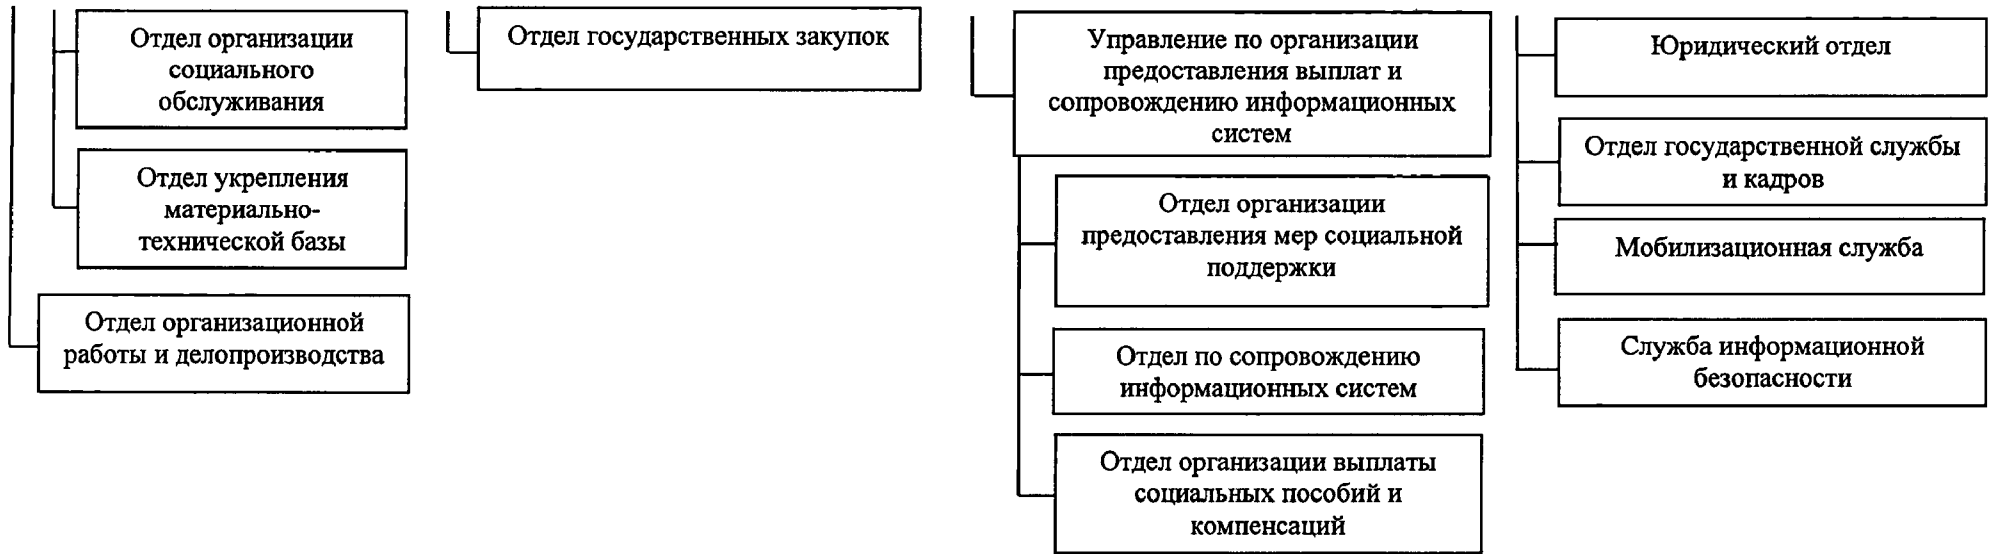 Отдел организации
социального
обслуживания
Отдел укрепления
материально-
технической базы
Отдел организационной
работы и делопроизводства
Отдел государственных закупок
Управление по организации
предоставления выплат и
сопровождению информационных
систем
Отдел организации
предоставления мер социальной
поддержки
Отдел по сопровождению
информационных систем
Отдел организации выплаты
социальных пособий и
компенсаций
Юридический отдел
Отдел государственной службы
и кадров
Мобилизационная служба
Служба информационной
безопасности